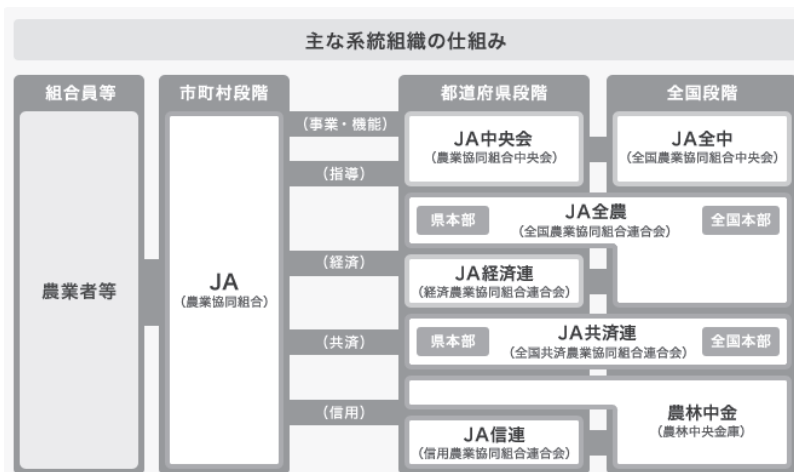 主な系統組織の仕組み
組合員等
市町村段階
都道府県段階
全国段階
農業者等
JA
(農業協同組合)
(事業・機能)
(指導)
(経済)
(共済)
(信用)
JA中央会
(農業協同組合中央会)
JA全中
(全国農業協同組合中央会)
県本部
JA全農
(全国農業協同組合連合会)
全国本部
JA経済連
(経済農業協同組合連合会)
県本部
JA共済連
(全国共済農業協同組合連合会)
全国本部
農林中金
(農林中央金庫)
JA信連
(信用農業協同組合連合会)